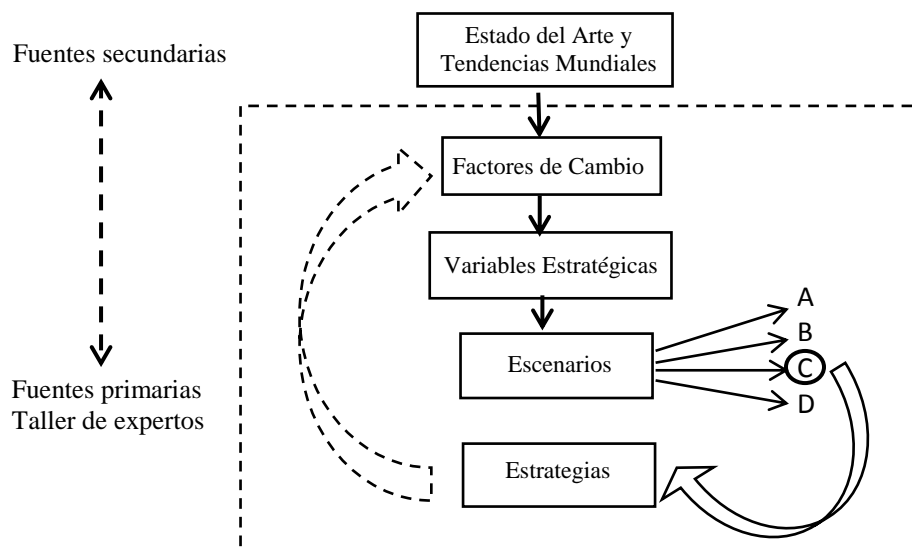 Estado del Arte y
Tendencias Mundiales
Fuentes secundarias
Factores de Cambio
Variables Estratégicas
Escenarios
A
B
C
D
Fuentes primarias
Taller de expertos
Estrategias